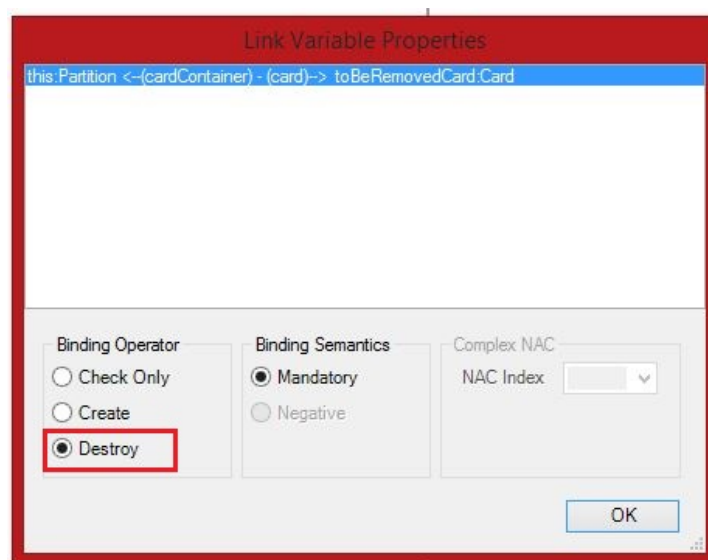 Link Variable Properties
this:Partition <--(cardContainer) - (card)--> toBeRemovedCard:Card
Binding Operator
Check Only
Create
Destroy
Binding Semantics
Mandatory
Negative
Complex NAC
NAC Index
OK